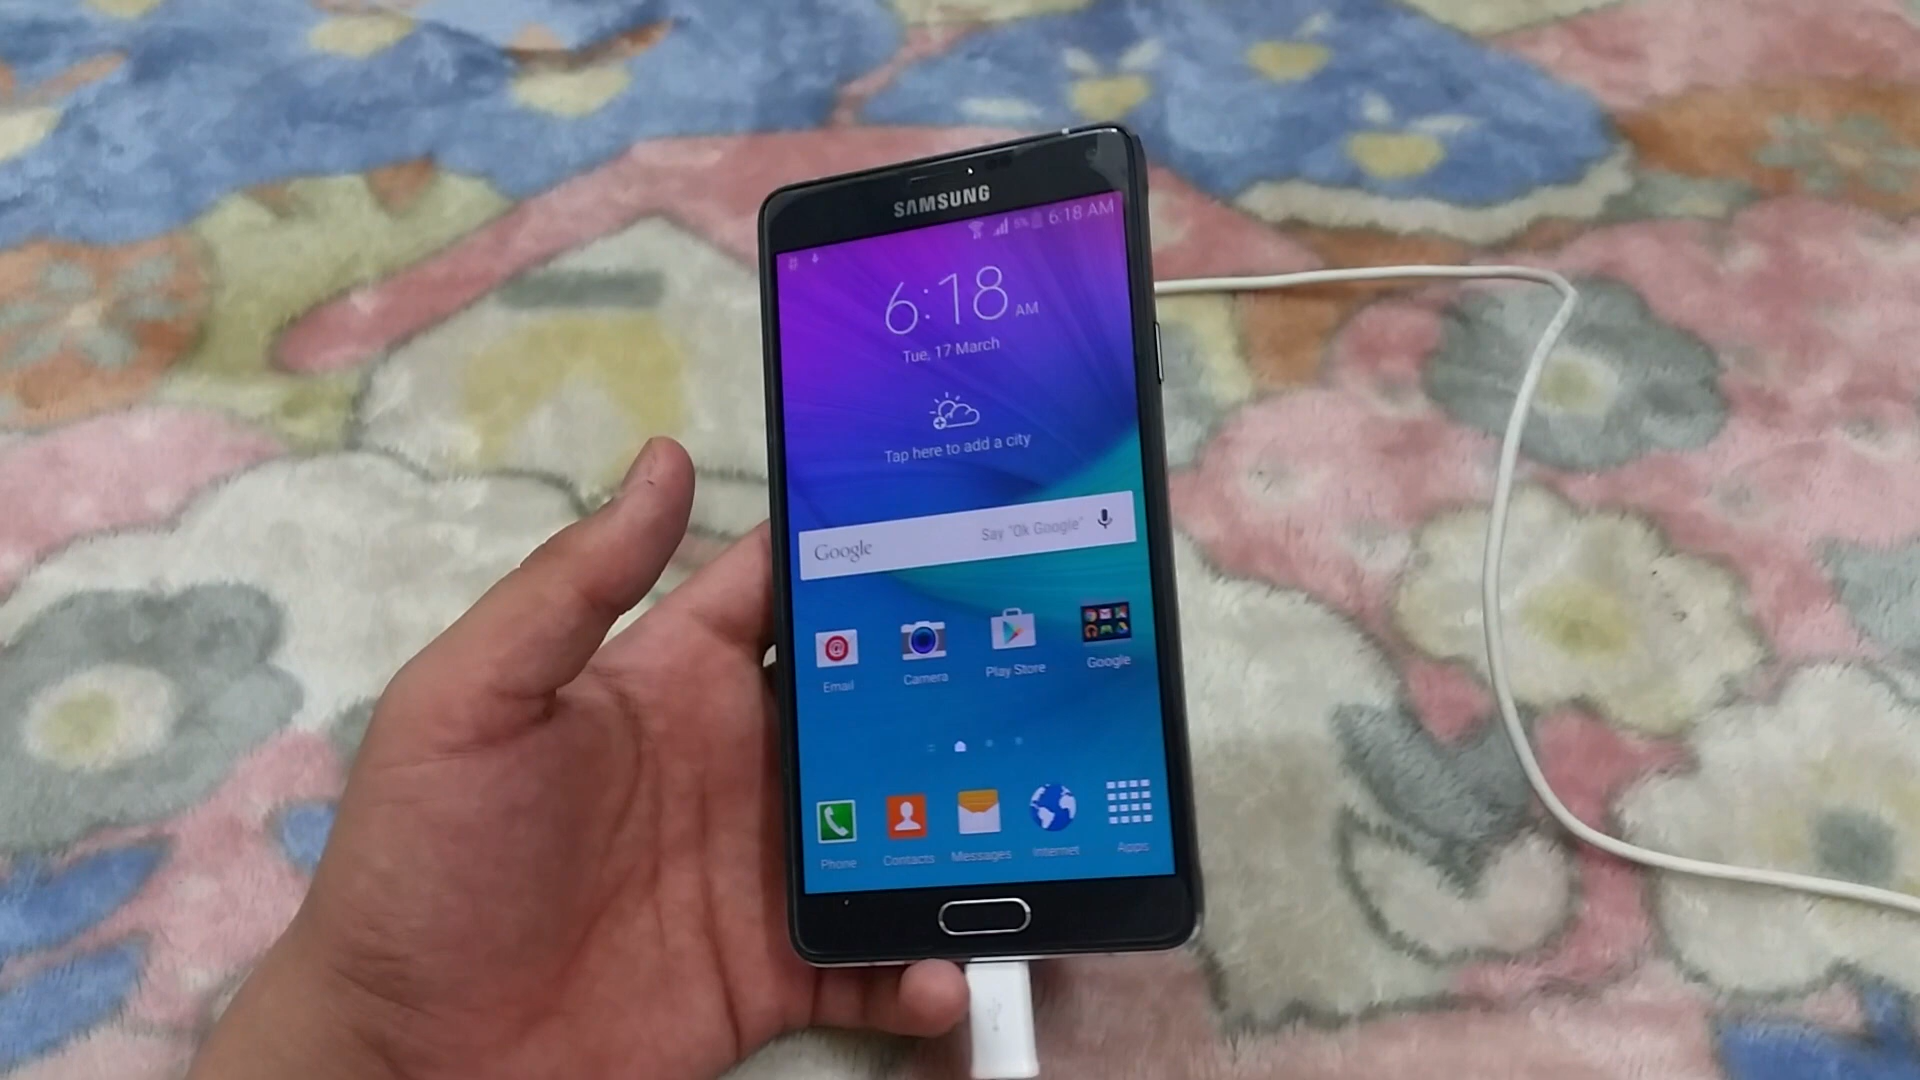 SAMSUNG
5% 6:18 AM
6:18 AM
Tue, 17 March
Tap here to add a city
Google Say "Ok Google"
Email Camera Play Store Google
Phone Contacts Messages Internet Apps